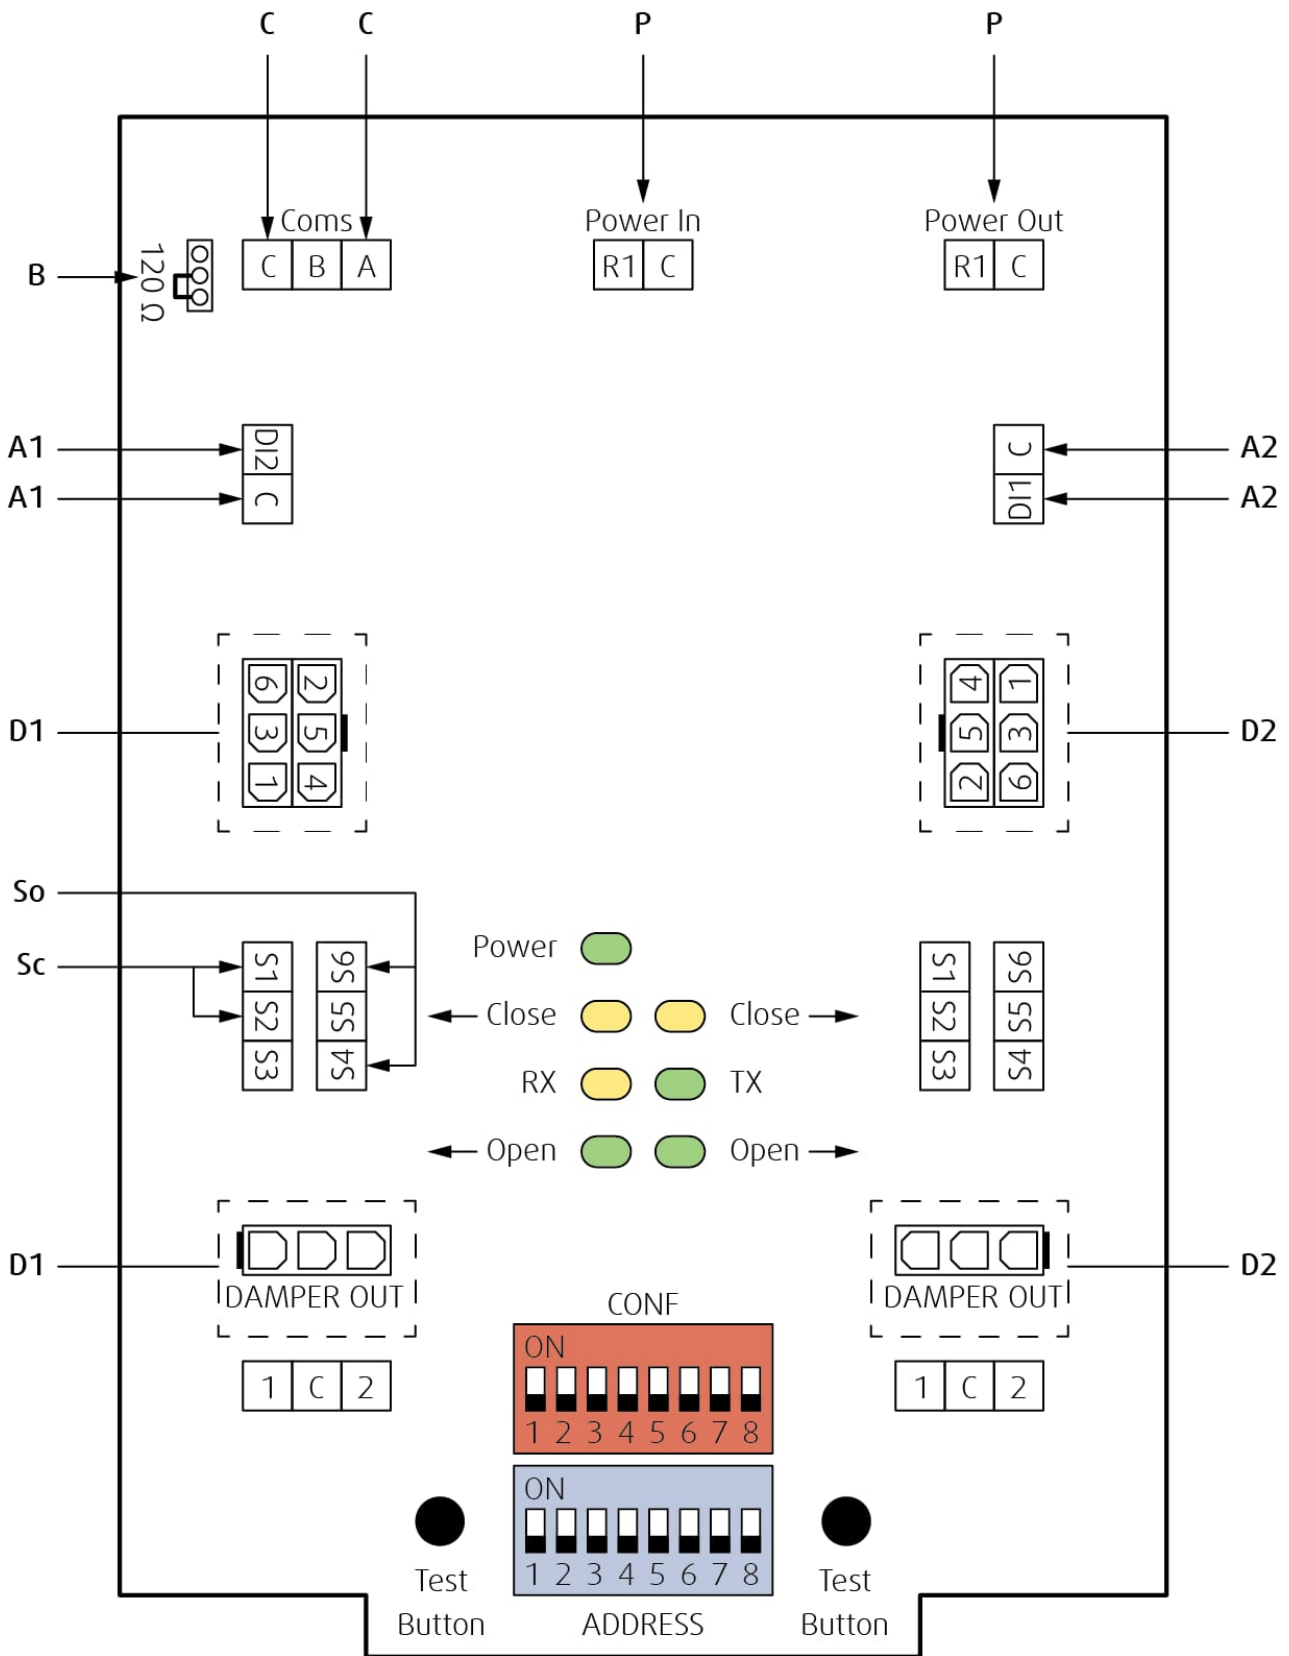 C C P P
Coms Power In Power Out
B 120 Ω C B A R1 C R1 C
A1 DI2 C A2
A1 C DI1 A2
6 2 4 1
D1 3 5 5 3 D2
1 4 2 6
So
Power
Sc S1 S6 S1 S6
S2 S5 Close Close S2 S5
S3 S4 RX TX S3 S4
Open Open
D1 D2
DAMPER OUT DAMPER OUT
CONF
ON
1 C 2 1 C 2
1 2 3 4 5 6 7 8
ON
1 2 3 4 5 6 7 8
Test Test
Button ADDRESS Button